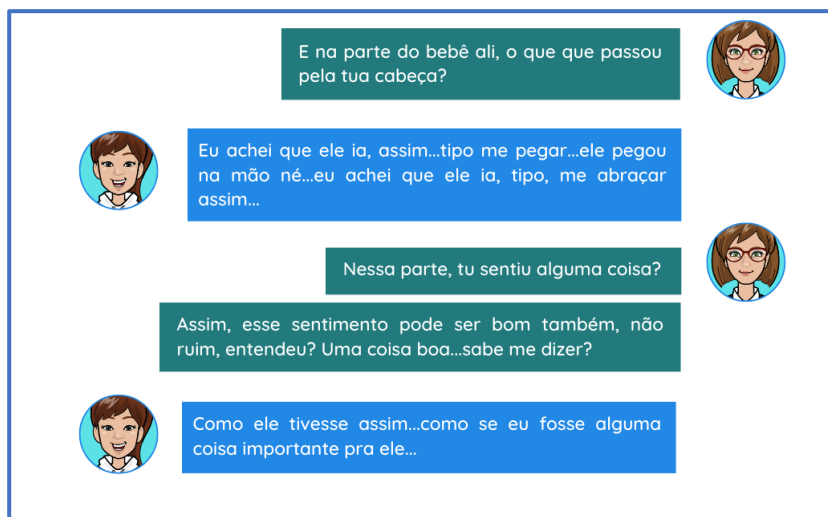 E na parte do bebê ali, o que que passou
pela tua cabeça?
Eu achei que ele ia, assim...tipo me pegar...ele pegou
na mão né...eu achei que ele ia, tipo, me abraçar
assim...
Nessa parte, tu sentiu alguma coisa?
Assim, esse sentimento pode ser bom também, não
ruim, entendeu? Uma coisa boa...sabe me dizer?
Como ele tivesse assim...como se eu fosse alguma
coisa importante pra ele...